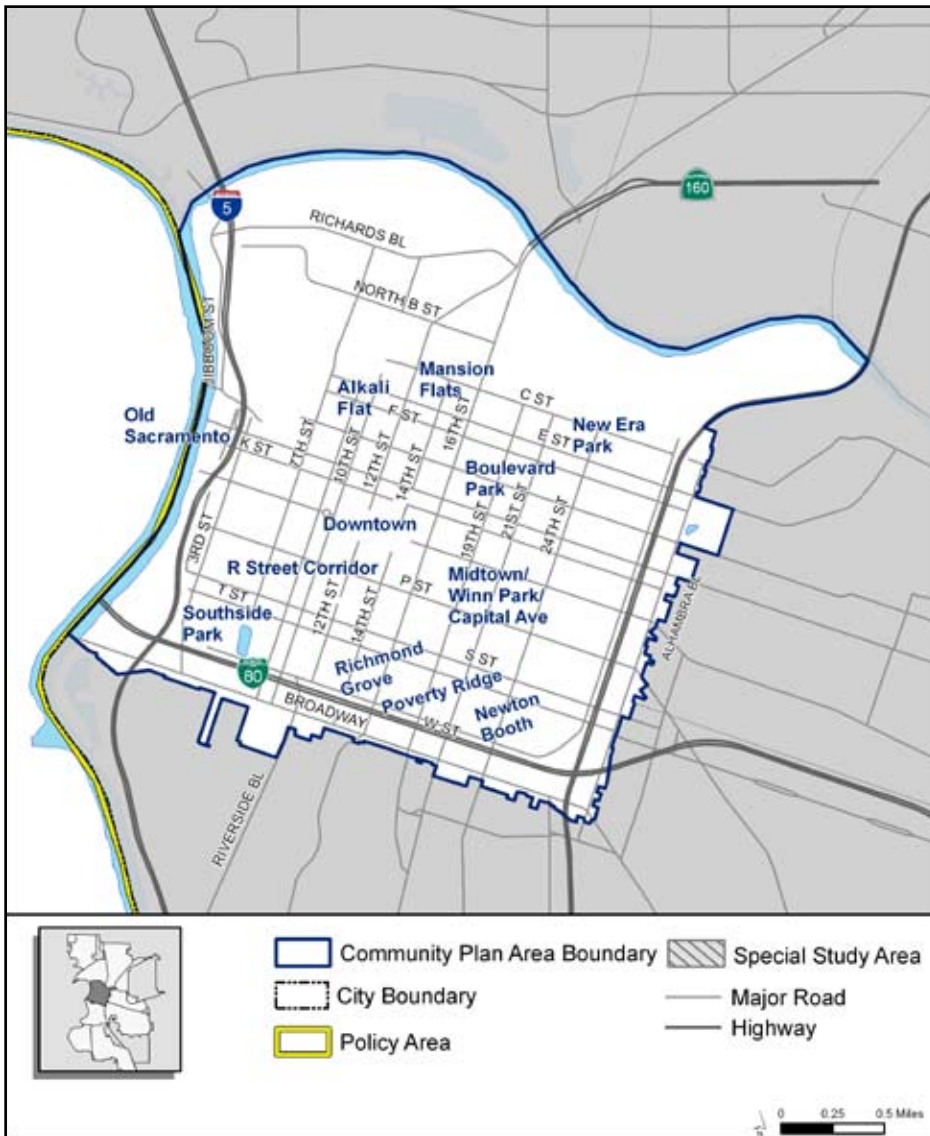 5
160
RICHARDS BL
NORTH B ST
JIBBOOM ST
Mansion
Flats
Alkali
Flat
C ST
Old
Sacramento
F ST
E ST
New Era
Park
K ST
7TH ST
10TH ST
12TH ST
14TH ST
16TH ST
Boulevard
Park
19TH ST
21ST ST
24TH ST
3RD ST
Downtown
R Street Corridor
P ST
Midtown/
Winn Park/
Capital Ave
T ST
Southside
Park
12TH ST
14TH ST
ALHAMBRA BL
S ST
Richmond
Grove
80
Poverty Ridge
BROADWAY
W ST
Newton
Booth
RIVERSIDE BL
Community Plan Area Boundary
City Boundary
Policy Area
Special Study Area
Major Road
Highway
0 0.25 0.5 Miles